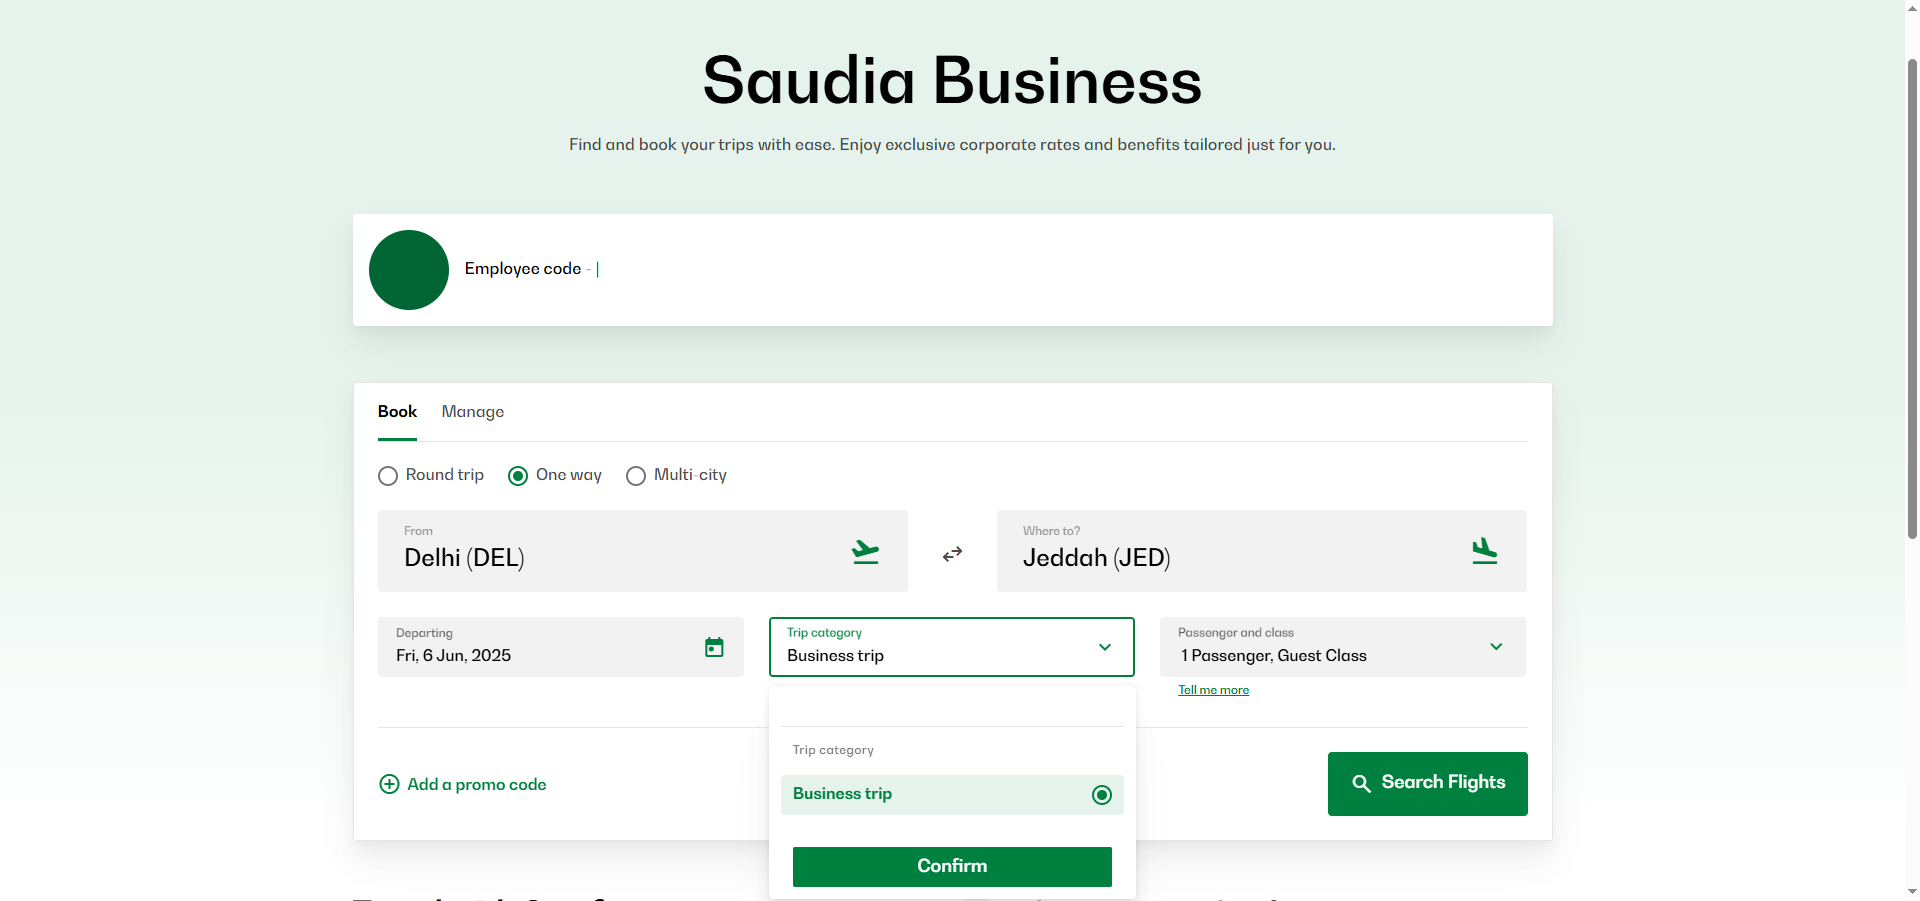 Saudia Business
Find and book your trips with ease. Enjoy exclusive corporate rates and benefits tailored just for you.
Employee code - |
Book Manage
Round trip One way Multi-city
From
Delhi (DEL)
Where to?
Jeddah (JED)
Departing
Fri, 6 Jun, 2025
Trip category
Business trip
Passenger and class
1 Passenger, Guest Class
Tell me more
Trip category
Business trip
Confirm
Add a promo code
Search Flights